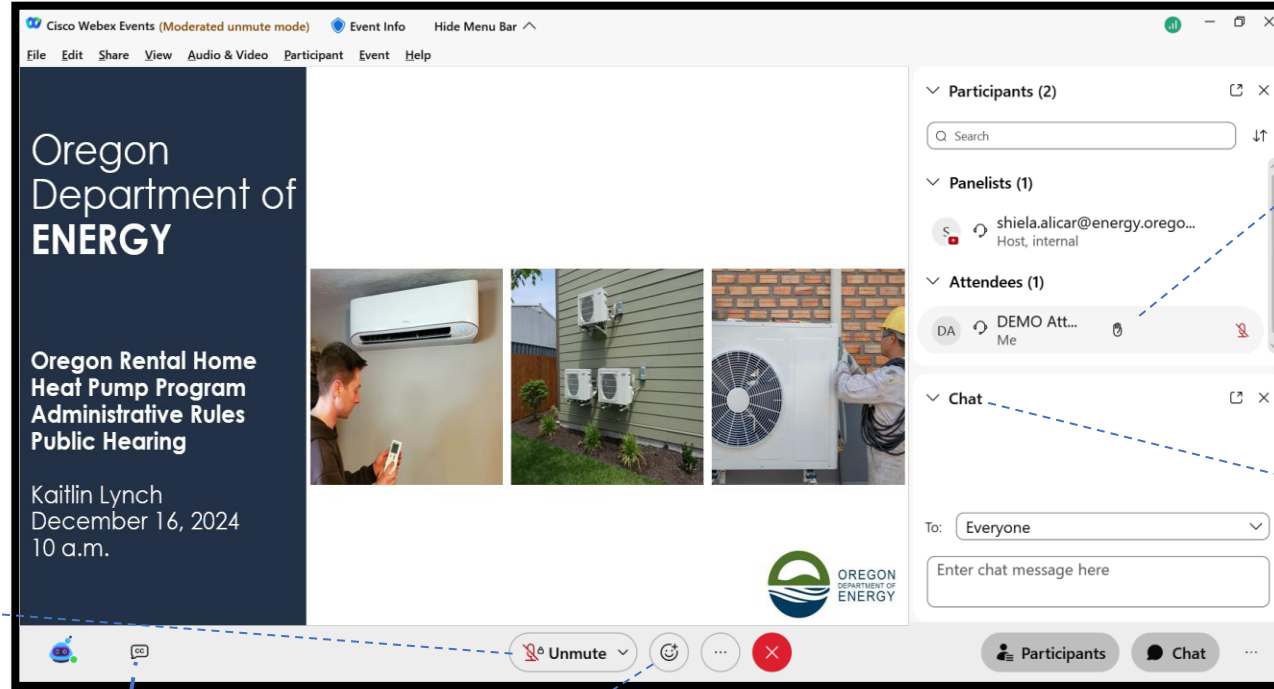 Cisco Webex Events (Moderated unmute mode) Event Info Hide Menu Bar
File Edit Share View Audio & Video Participant Event Help
Oregon
Department of
ENERGY
Oregon Rental Home
Heat Pump Program
Administrative Rules
Public Hearing
Kaitlin Lynch
December 16, 2024
10 a.m.
OREGON
DEPARTMENT OF
ENERGY
Participants (2)
Search
Panelists (1)
S
shiela.alicar@energy.orego...
Host, internal
Attendees (1)
DA
DEMO Att...
Me
Chat
To: Everyone
Enter chat message here
CC
Unmute
...
Participants
Chat
...